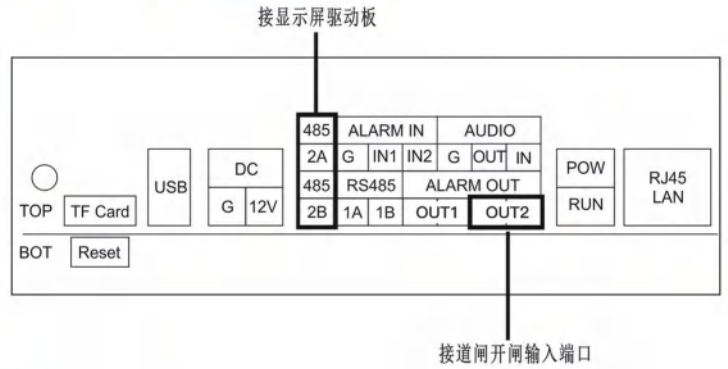 接显示屏驱动板
485 ALARM IN AUDIO
2A G IN1 IN2 G OUT IN
485 RS485 ALARM OUT
2B 1A 1B OUT1 OUT2
DC
G 12V
USB
TOP TF Card
POW
RUN
RJ45
LAN
BOT Reset
接道闸开闸输入端口